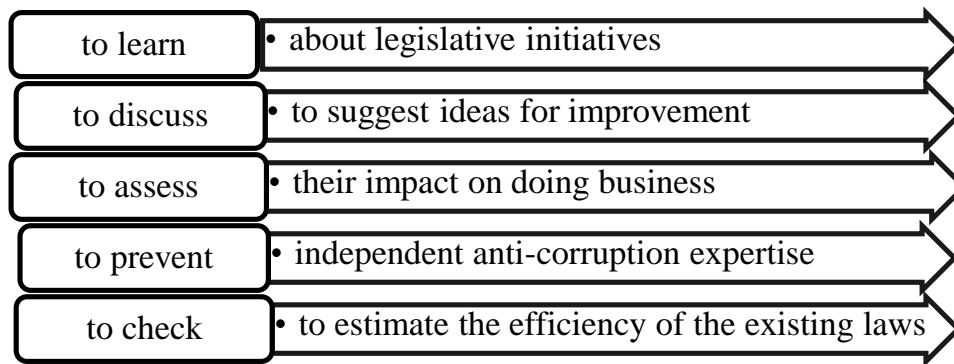 to learn • about legislative initiatives
to discuss • to suggest ideas for improvement
to assess • their impact on doing business
to prevent • independent anti-corruption expertise
to check • to estimate the efficiency of the existing laws